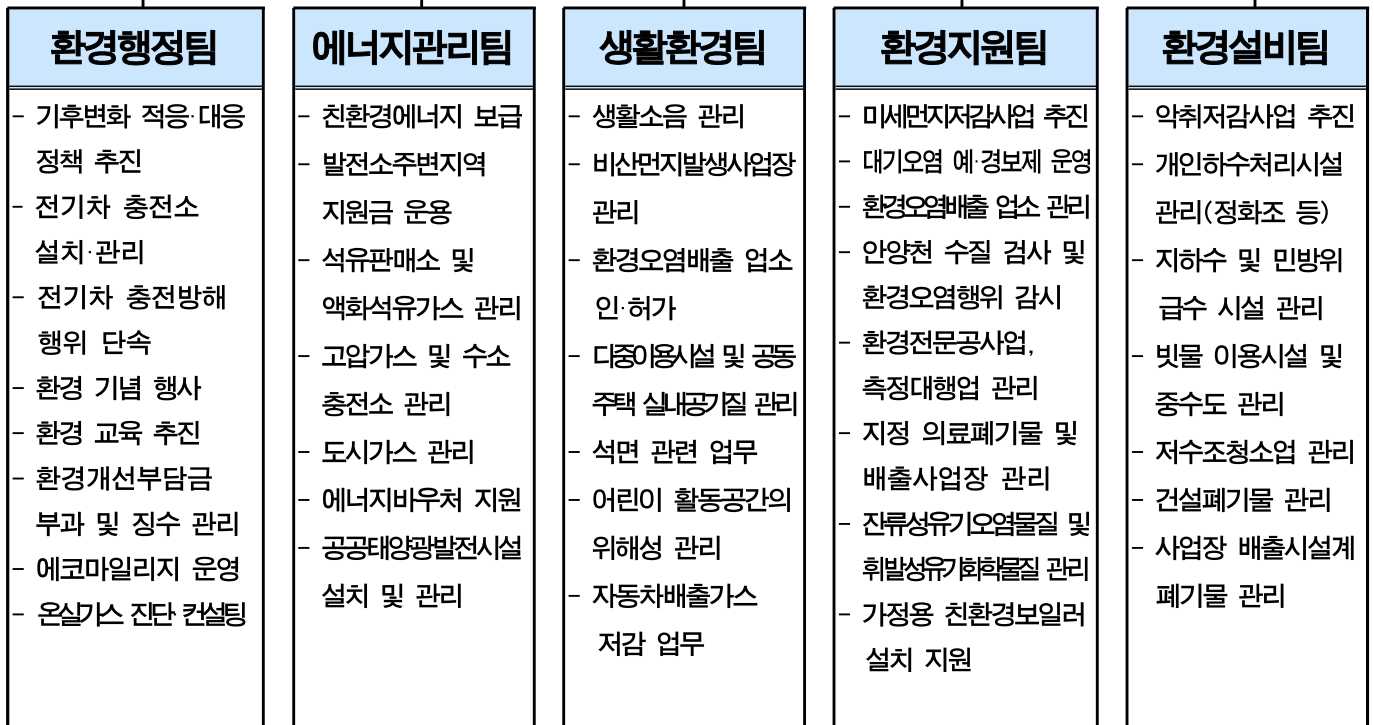 환경행정팀
- 기후변화 적응·대응
정책 추진
- 전기차 충전소
설치·관리
- 전기차 충전방해
행위 단속
- 환경 기념 행사
- 환경 교육 추진
- 환경개선부담금
부과 및 징수 관리
- 에코마일리지 운영
- 온실가스 진단 컨설팅
에너지관리팀
- 친환경에너지 보급
- 발전소주변지역
지원금 운용
- 석유판매소 및
액화석유가스 관리
- 고압가스 및 수소
충전소 관리
- 도시가스 관리
- 에너지바우처 지원
- 공공태양광발전시설
설치 및 관리
생활환경팀
- 생활소음 관리
- 비산먼지발생사업장
관리
- 환경오염배출 업소
인·허가
- 다중이용시설 및 공동
주택 실내공기질 관리
- 석면 관련 업무
- 어린이 활동공간의
위해성 관리
- 자동차배출가스
저감 업무
환경지원팀
- 미세먼지저감사업 추진
- 대기오염 예·경보제 운영
- 환경오염배출 업소 관리
- 안양천 수질 검사 및
환경오염행위 감시
- 환경전문공사업,
측정대행업 관리
- 지정 의료폐기물 및
배출사업장 관리
- 잔류성유기오염물질 및
휘발성유기화학물질 관리
- 가정용 친환경보일러
설치 지원
환경설비팀
- 악취저감사업 추진
- 개인하수처리시설
관리(정화조 등)
- 지하수 및 민방위
급수 시설 관리
- 빗물 이용시설 및
중수도 관리
- 저수조청소업 관리
- 건설폐기물 관리
- 사업장 배출시설계
폐기물 관리